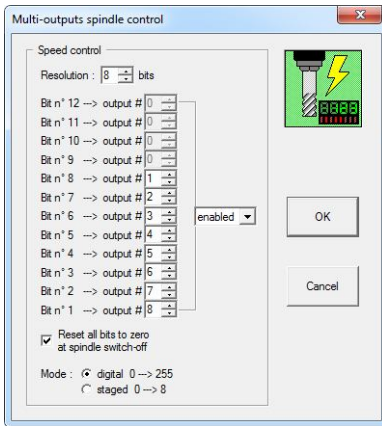 Multi-outputs spindle control
Speed control
Resolution : 8 bits
Bit n° 12 ---> output # 0
Bit n° 11 ---> output # 0
Bit n° 10 ---> output # 0
Bit n° 9 ---> output # 0
Bit n° 8 ---> output # 1
Bit n° 7 ---> output # 2
Bit n° 6 ---> output # 3 enabled
Bit n° 5 ---> output # 4
Bit n° 4 ---> output # 5
Bit n° 3 ---> output # 6
Bit n° 2 ---> output # 7
Bit n° 1 ---> output # 8
Reset all bits to zero
at spindle switch-off
Mode : digital 0 ---> 255
staged 0 ---> 8
8888
OK
Cancel